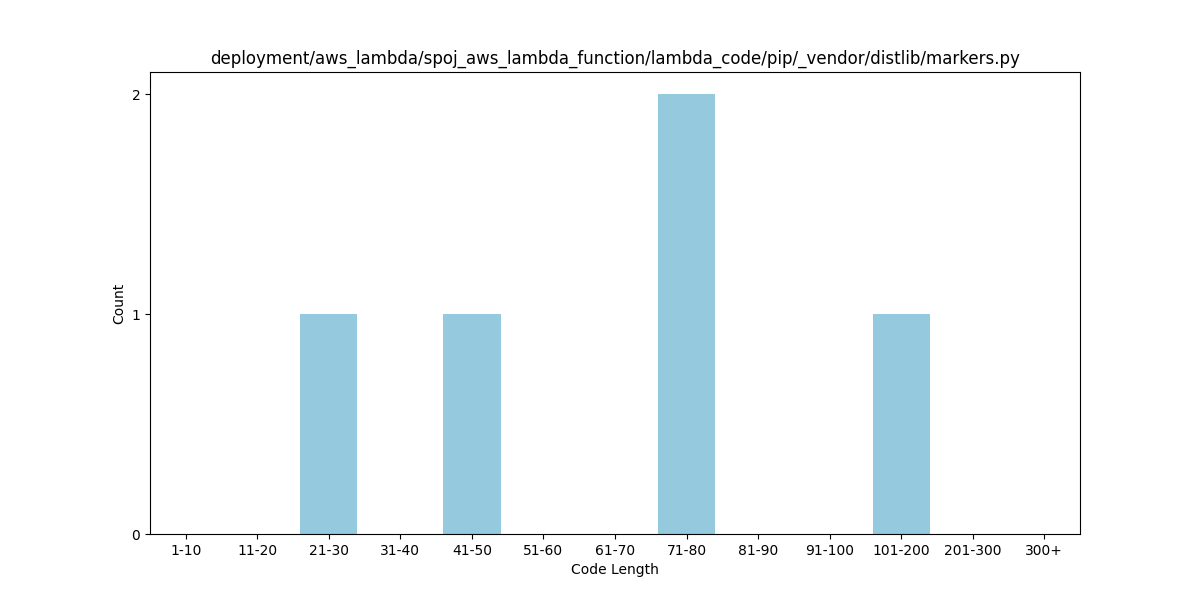 deployment/aws_lambda/spoj_aws_lambda_function/lambda_code/pip/_vendor/distlib/markers.py
2
1
0
Count
1-10 11-20 21-30 31-40 41-50 51-60 61-70 71-80 81-90 91-100 101-200 201-300 300+
Code Length